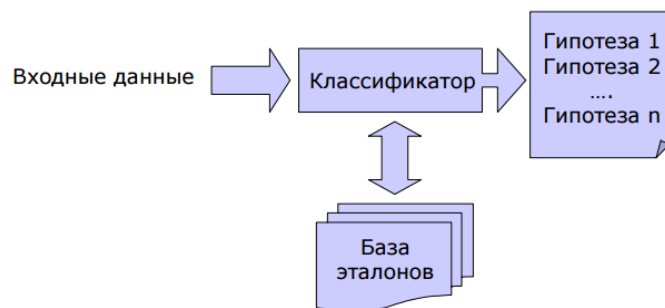 Входные данные
Классификатор
Гипотеза 1
Гипотеза 2
....
Гипотеза n
База
эталонов